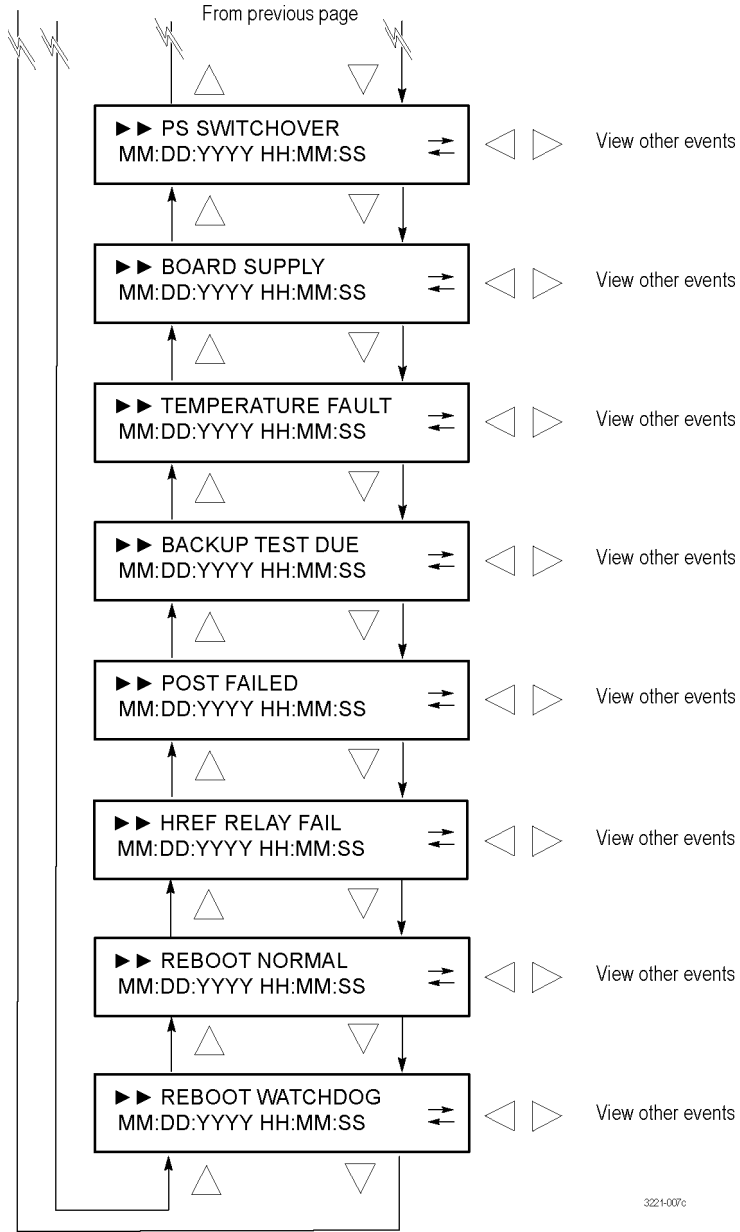 From previous page
►► PS SWITCHOVER
MM:DD:YYYY HH:MM:SS
View other events
►► BOARD SUPPLY
MM:DD:YYYY HH:MM:SS
View other events
►► TEMPERATURE FAULT
MM:DD:YYYY HH:MM:SS
View other events
►► BACKUP TEST DUE
MM:DD:YYYY HH:MM:SS
View other events
►► POST FAILED
MM:DD:YYYY HH:MM:SS
View other events
►► HREF RELAY FAIL
MM:DD:YYYY HH:MM:SS
View other events
►► REBOOT NORMAL
MM:DD:YYYY HH:MM:SS
View other events
►► REBOOT WATCHDOG
MM:DD:YYYY HH:MM:SS
View other events
3221-007c